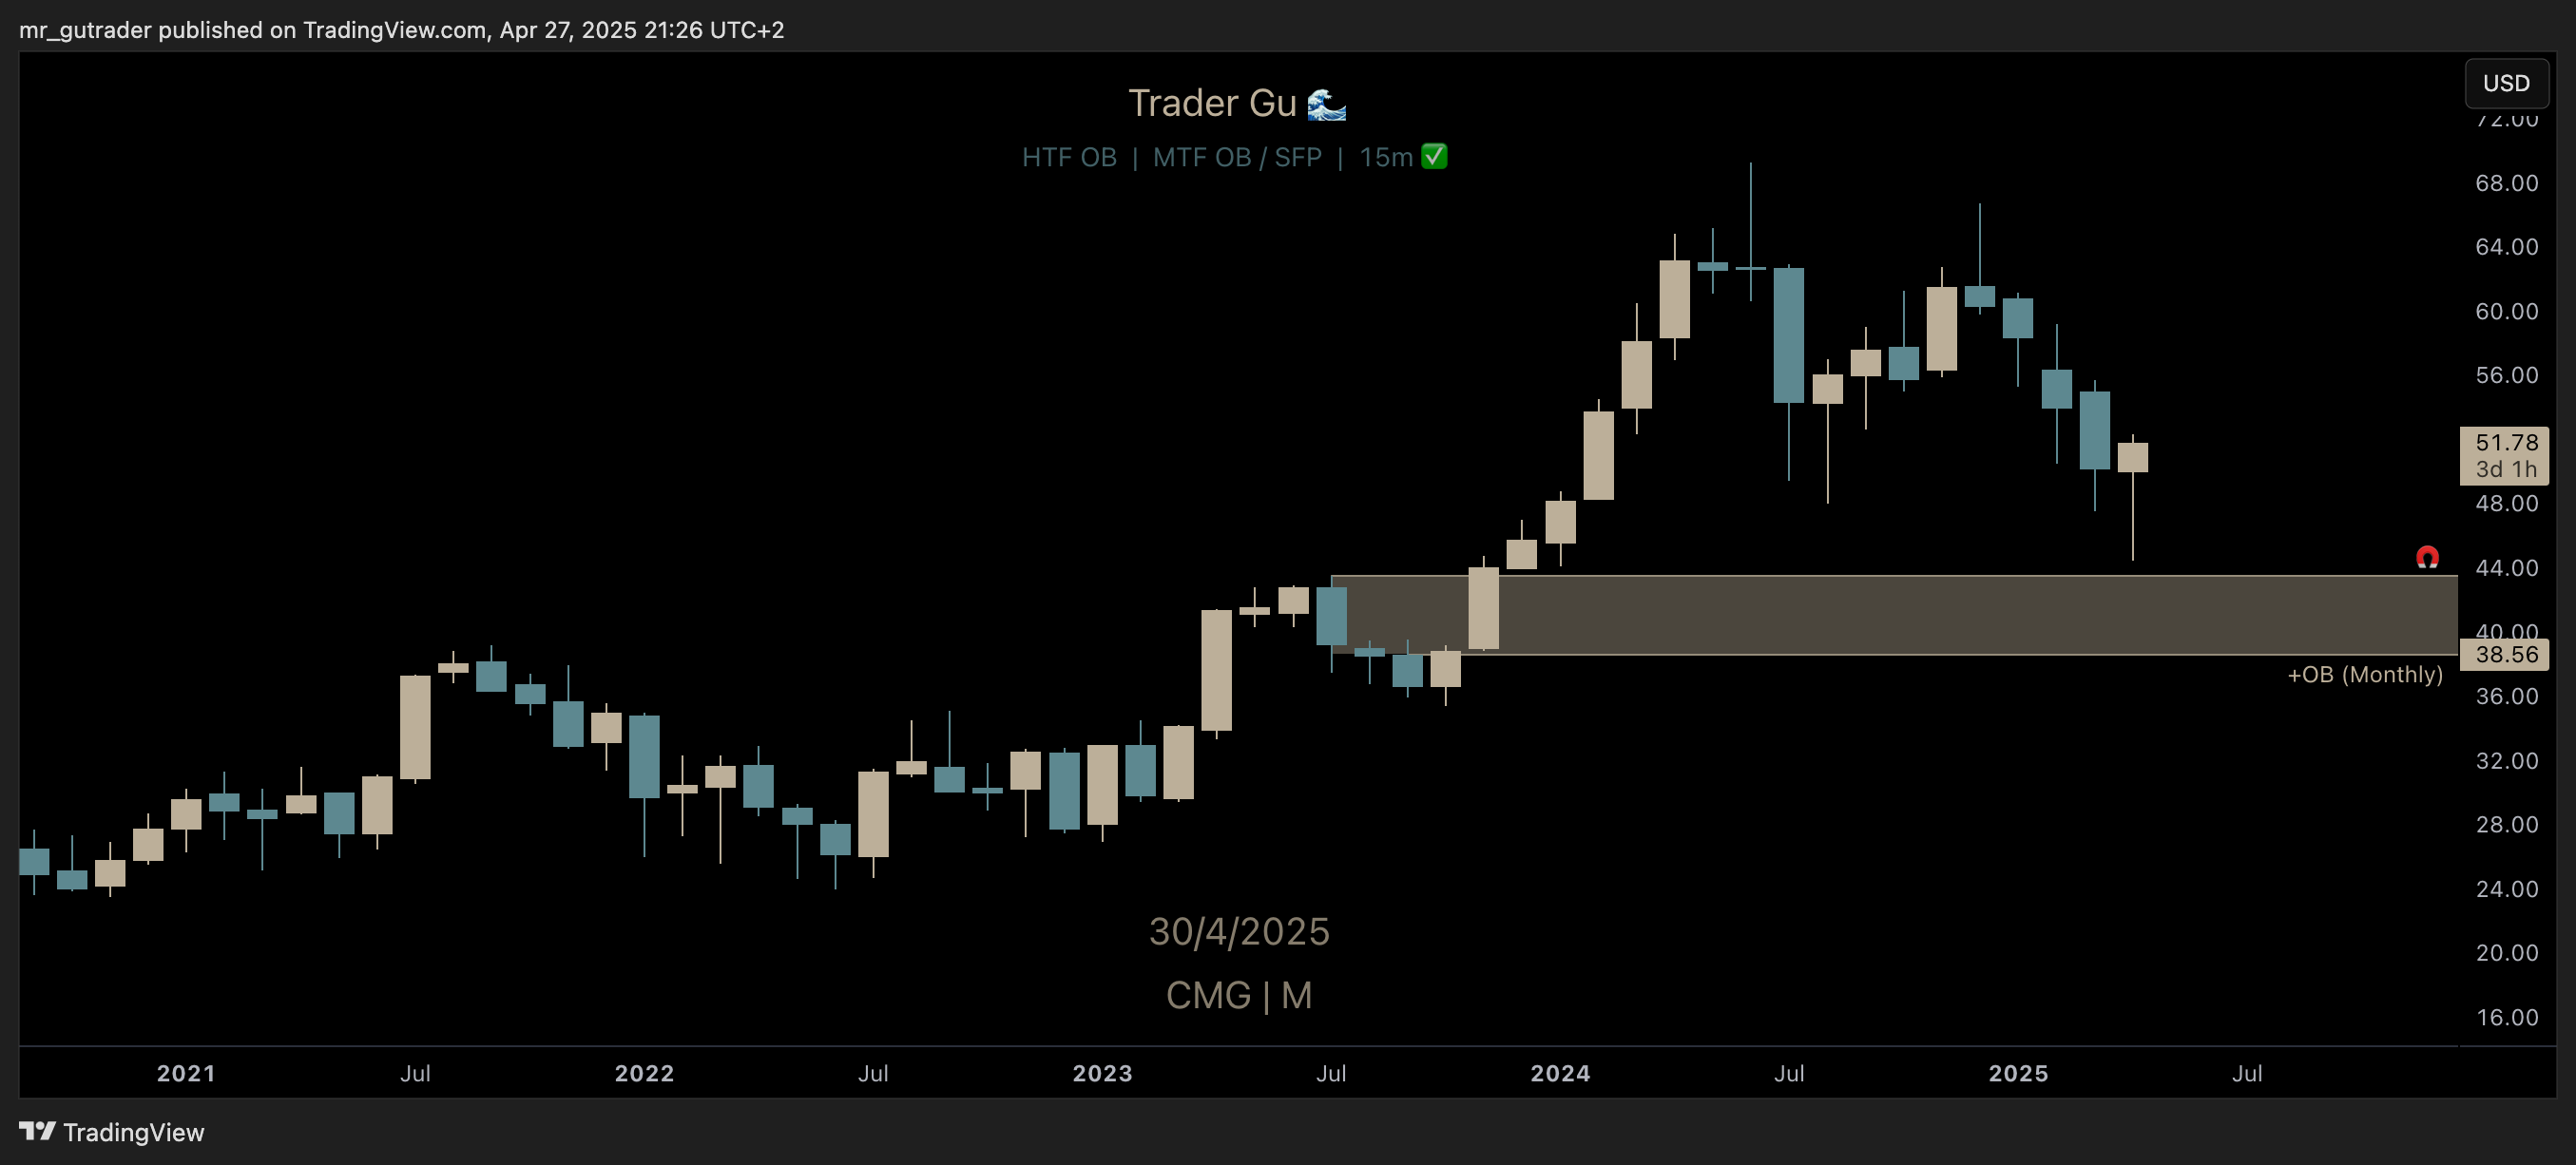 mr_gutrader published on TradingView.com, Apr 27, 2025 21:26 UTC+2
Trader Gu 🌊
HTF OB | MTF OB / SFP | 15m ✅
USD
72.00
68.00
64.00
60.00
56.00
51.78
3d 1h
48.00
44.00
40.00
38.56
+OB (Monthly)
36.00
32.00
28.00
24.00
20.00
16.00
30/4/2025
CMG | M
2021 Jul 2022 Jul 2023 Jul 2024 Jul 2025 Jul
TradingView